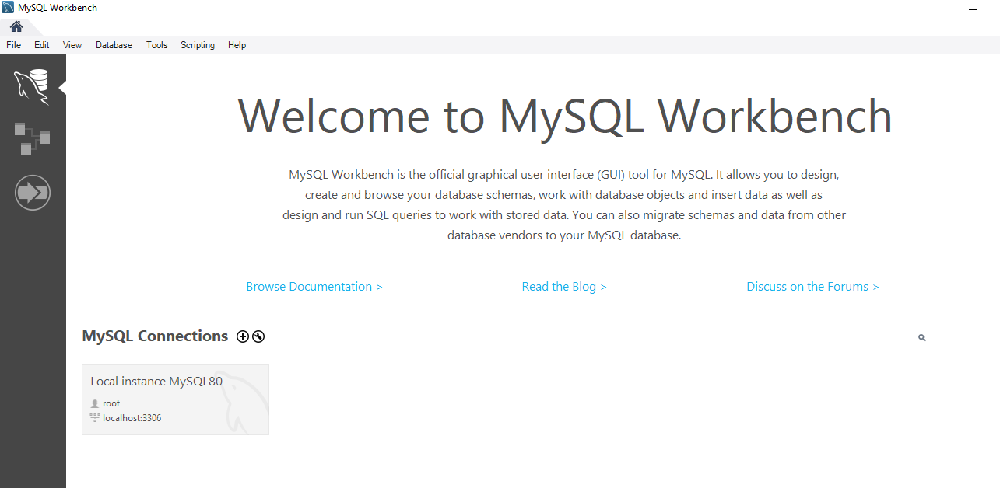 MySQL Workbench
File Edit View Database Tools Scripting Help
Welcome to MySQL Workbench
MySQL Workbench is the official graphical user interface (GUI) tool for MySQL. It allows you to design,
create and browse your database schemas, work with database objects and insert data as well as
design and run SQL queries to work with stored data. You can also migrate schemas and data from other
database vendors to your MySQL database.
Browse Documentation > Read the Blog > Discuss on the Forums >
MySQL Connections
Local instance MySQL80
root
localhost:3306